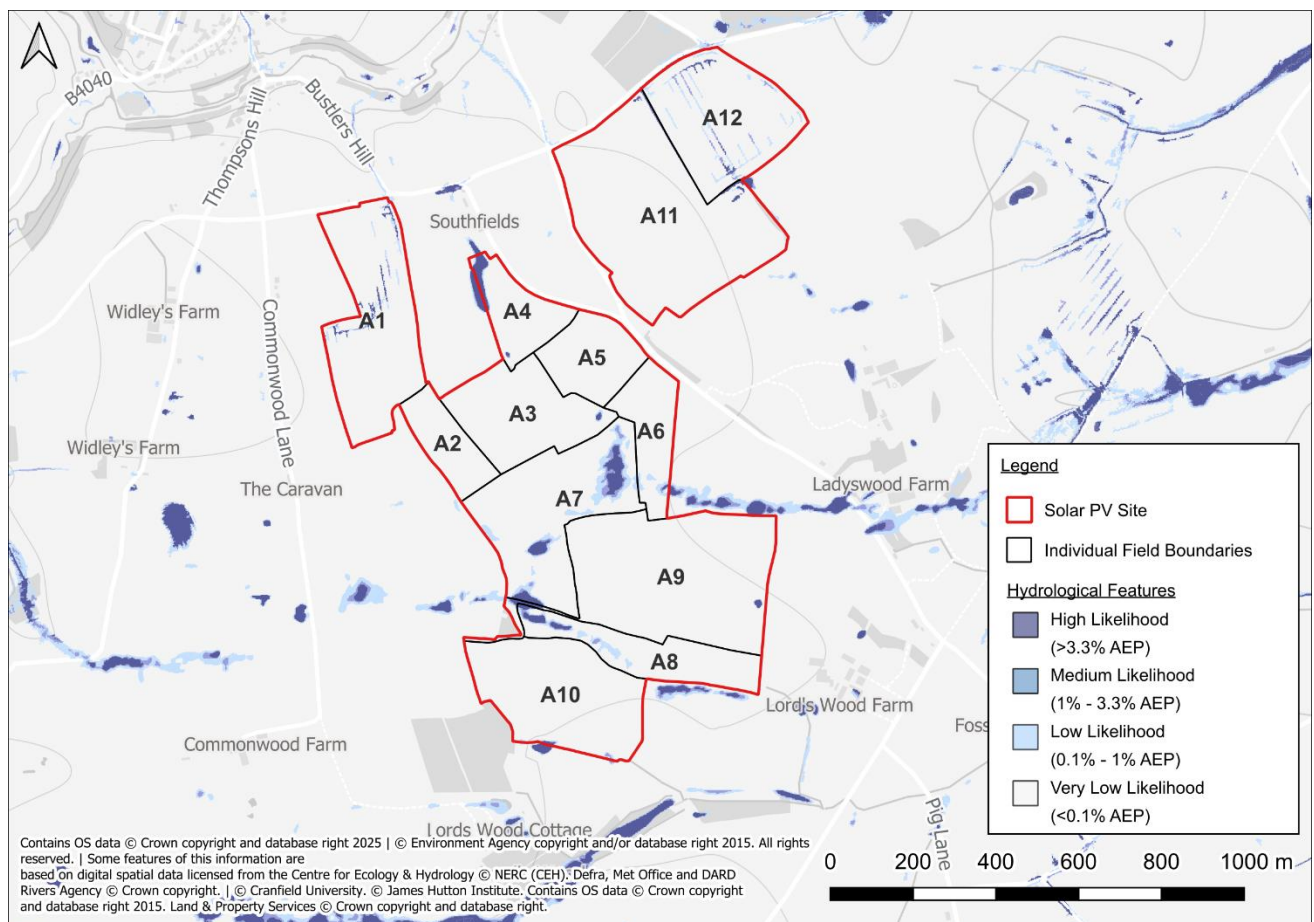 B4040
Thompsons Hill
Bustlers Hill
Southfields
A12
A11
A1
A4
A5
A3
A2
A6
A7
A9
A8
A10
Widley's Farm
Commonwood Lane
Widley's Farm
The Caravan
Ladyswood Farm
Lord's Wood Farm
Commonwood Farm
Foss
Pig Lane
Lords Wood Cottage
Legend
Solar PV Site
Individual Field Boundaries
Hydrological Features
High Likelihood
(>3.3% AEP)
Medium Likelihood
(1% - 3.3% AEP)
Low Likelihood
(0.1% - 1% AEP)
Very Low Likelihood
(<0.1% AEP)
Contains OS data © Crown copyright and database right 2025 | © Environment Agency copyright and/or database right 2015. All rights
reserved. | Some features of this information are
based on digital spatial data licensed from the Centre for Ecology & Hydrology © NERC (CEH). Defra, Met Office and DARD
Rivers Agency © Crown copyright. | © Cranfield University. © James Hutton Institute. Contains OS data © Crown copyright
and database right 2015. Land & Property Services © Crown copyright and database right.
0 200 400 600 800 1000 m